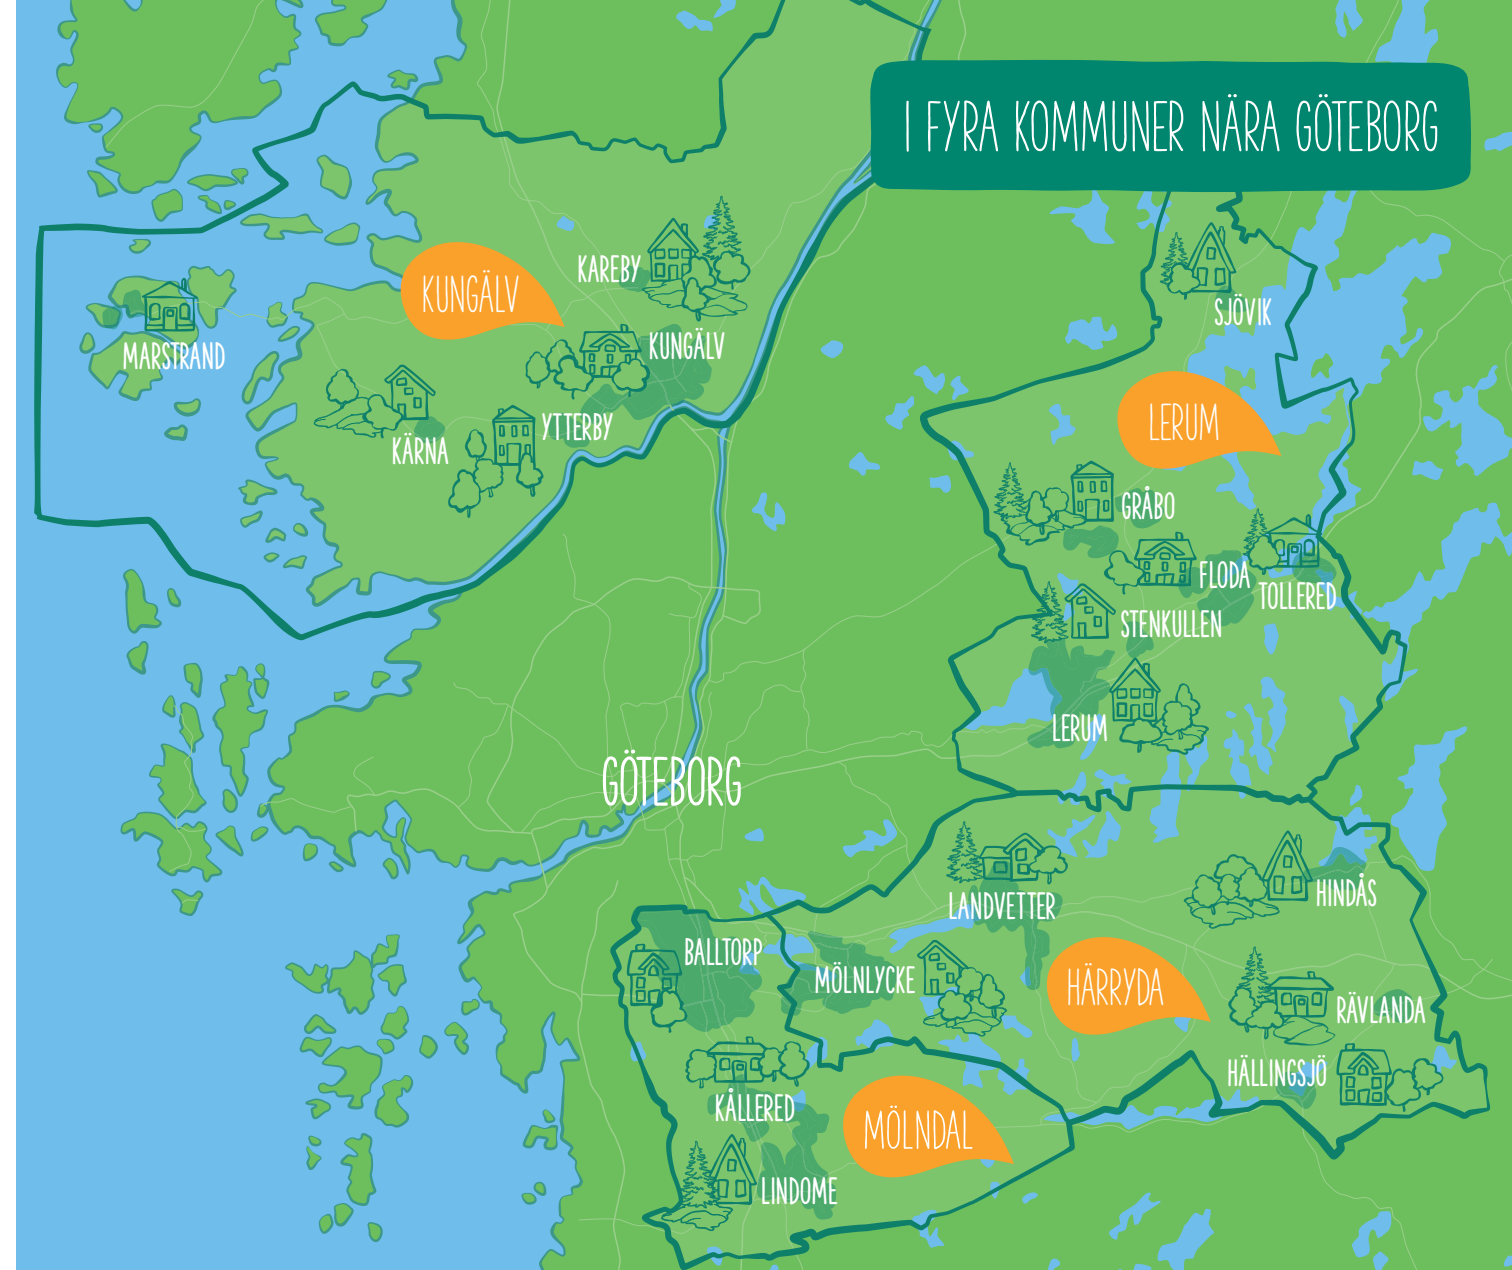 I FYRA KOMMUNER NÄRA GÖTEBORG
KAREBY
KUNGÄLV
MARSTRAND
KUNGÄLV
KÄRNA
YTTERBY
SJÖVIK
LERUM
GRÅBO
FLODA
TOLLERED
STENKULLEN
LERUM
GÖTEBORG
LANDVETTER
HINDÅS
BALLTORP
MÖLNLYCKE
HÄRRYDA
RÄVLANDA
HÄLLINGSJÖ
KÅLLERED
MÖLNDAL
LINDOME